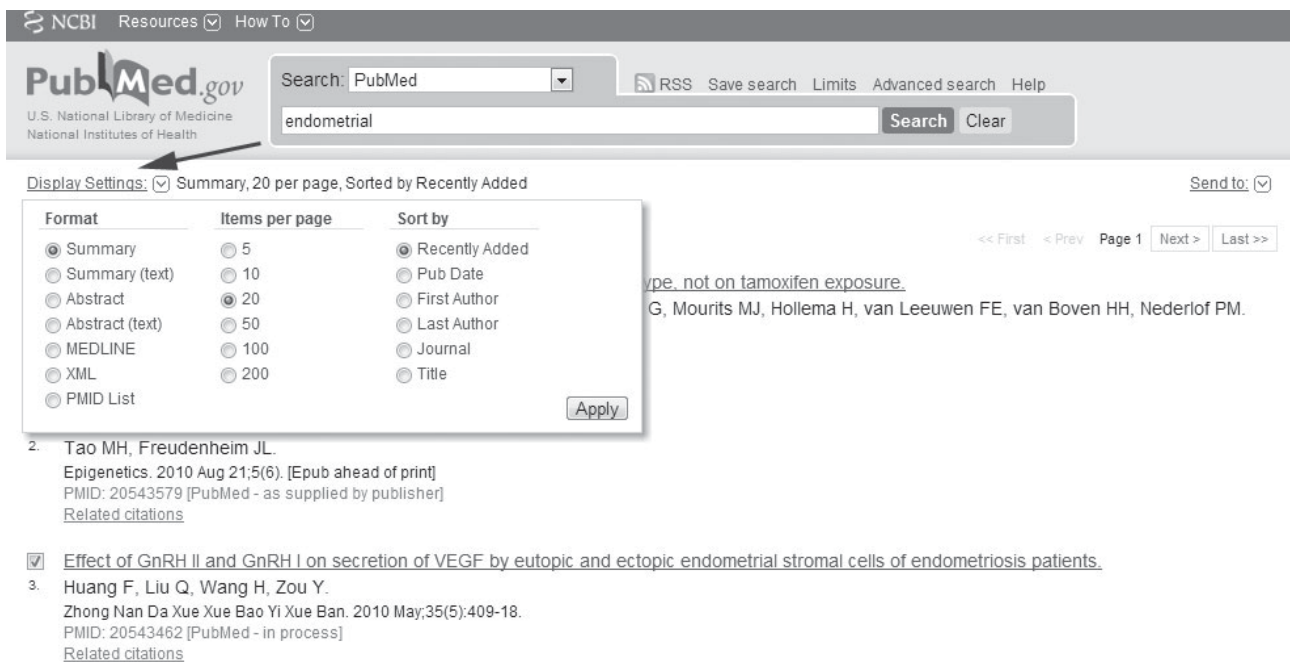 NCBI Resources How To
PubMed.gov
U.S. National Library of Medicine
National Institutes of Health
Search: PubMed
RSS Save search Limits Advanced search Help
endometrial
Search Clear
Display Settings: Summary, 20 per page, Sorted by Recently Added
Send to:
Format Items per page Sort by
Summary 5 Recently Added
Summary (text) 10 Pub Date
Abstract 20 First Author
Abstract (text) 50 Last Author
MEDLINE 100 Journal
XML 200 Title
PMID List
Apply
<< First < Prev Page 1 Next > Last >>
ype, not on tamoxifen exposure.
G, Mourits MJ, Hollema H, van Leeuwen FE, van Boven HH, Nederlof PM.
2. Tao MH, Freudenheim JL.
Epigenetics. 2010 Aug 21;5(6). [Epub ahead of print]
PMID: 20543579 [PubMed - as supplied by publisher]
Related citations
Effect of GnRH II and GnRH I on secretion of VEGF by eutopic and ectopic endometrial stromal cells of endometriosis patients.
3. Huang F, Liu Q, Wang H, Zou Y.
Zhong Nan Da Xue Xue Bao Yi Xue Ban. 2010 May;35(5):409-18.
PMID: 20543462 [PubMed - in process]
Related citations